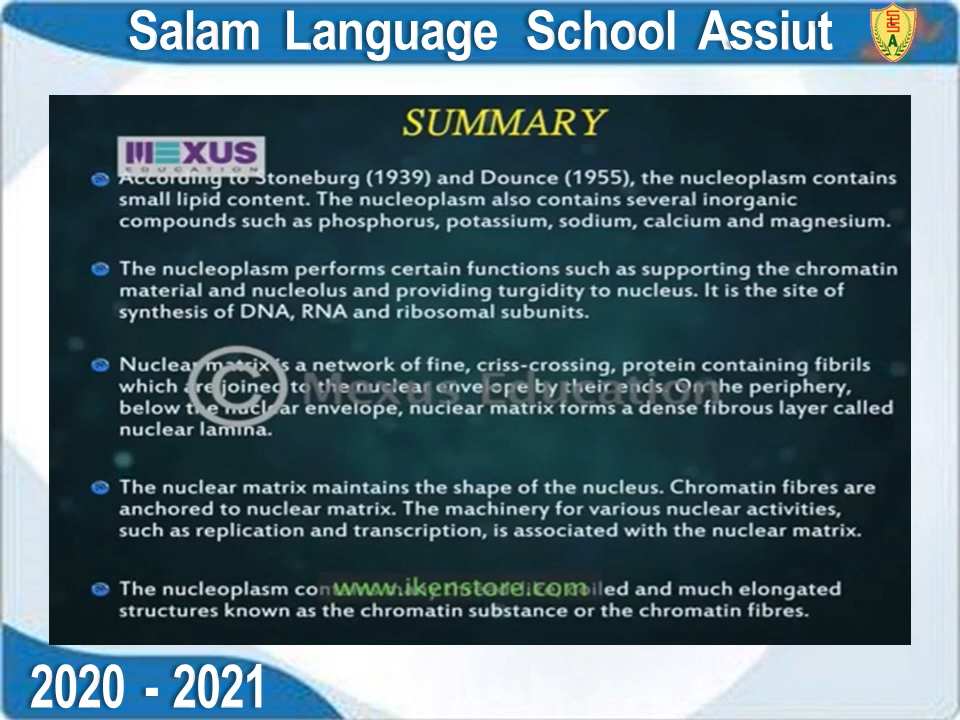 Salam Language School Assiut
SUMMARY
MEXUS
EDUCATION
According to Stoneburg (1939) and Dounce (1955), the nucleoplasm contains
small lipid content. The nucleoplasm also contains several inorganic
compounds such as phosphorus, potassium, sodium, calcium and magnesium.
The nucleoplasm performs certain functions such as supporting the chromatin
material and nucleolus and providing turgidity to nucleus. It is the site of
synthesis of DNA, RNA and ribosomal subunits.
Nuclear matrix is a network of fine, criss-crossing, protein containing fibrils
which are joined to the nuclear envelope by their ends. On the periphery,
below the nuclear envelope, nuclear matrix forms a dense fibrous layer called
nuclear lamina.
© Mexus Education
The nuclear matrix maintains the shape of the nucleus. Chromatin fibres are
anchored to nuclear matrix. The machinery for various nuclear activities,
such as replication and transcription, is associated with the nuclear matrix.
The nucleoplasm and much elongated
www.ikenstore.com
structures known as the chromatin substance or the chromatin fibres.
2020 - 2021